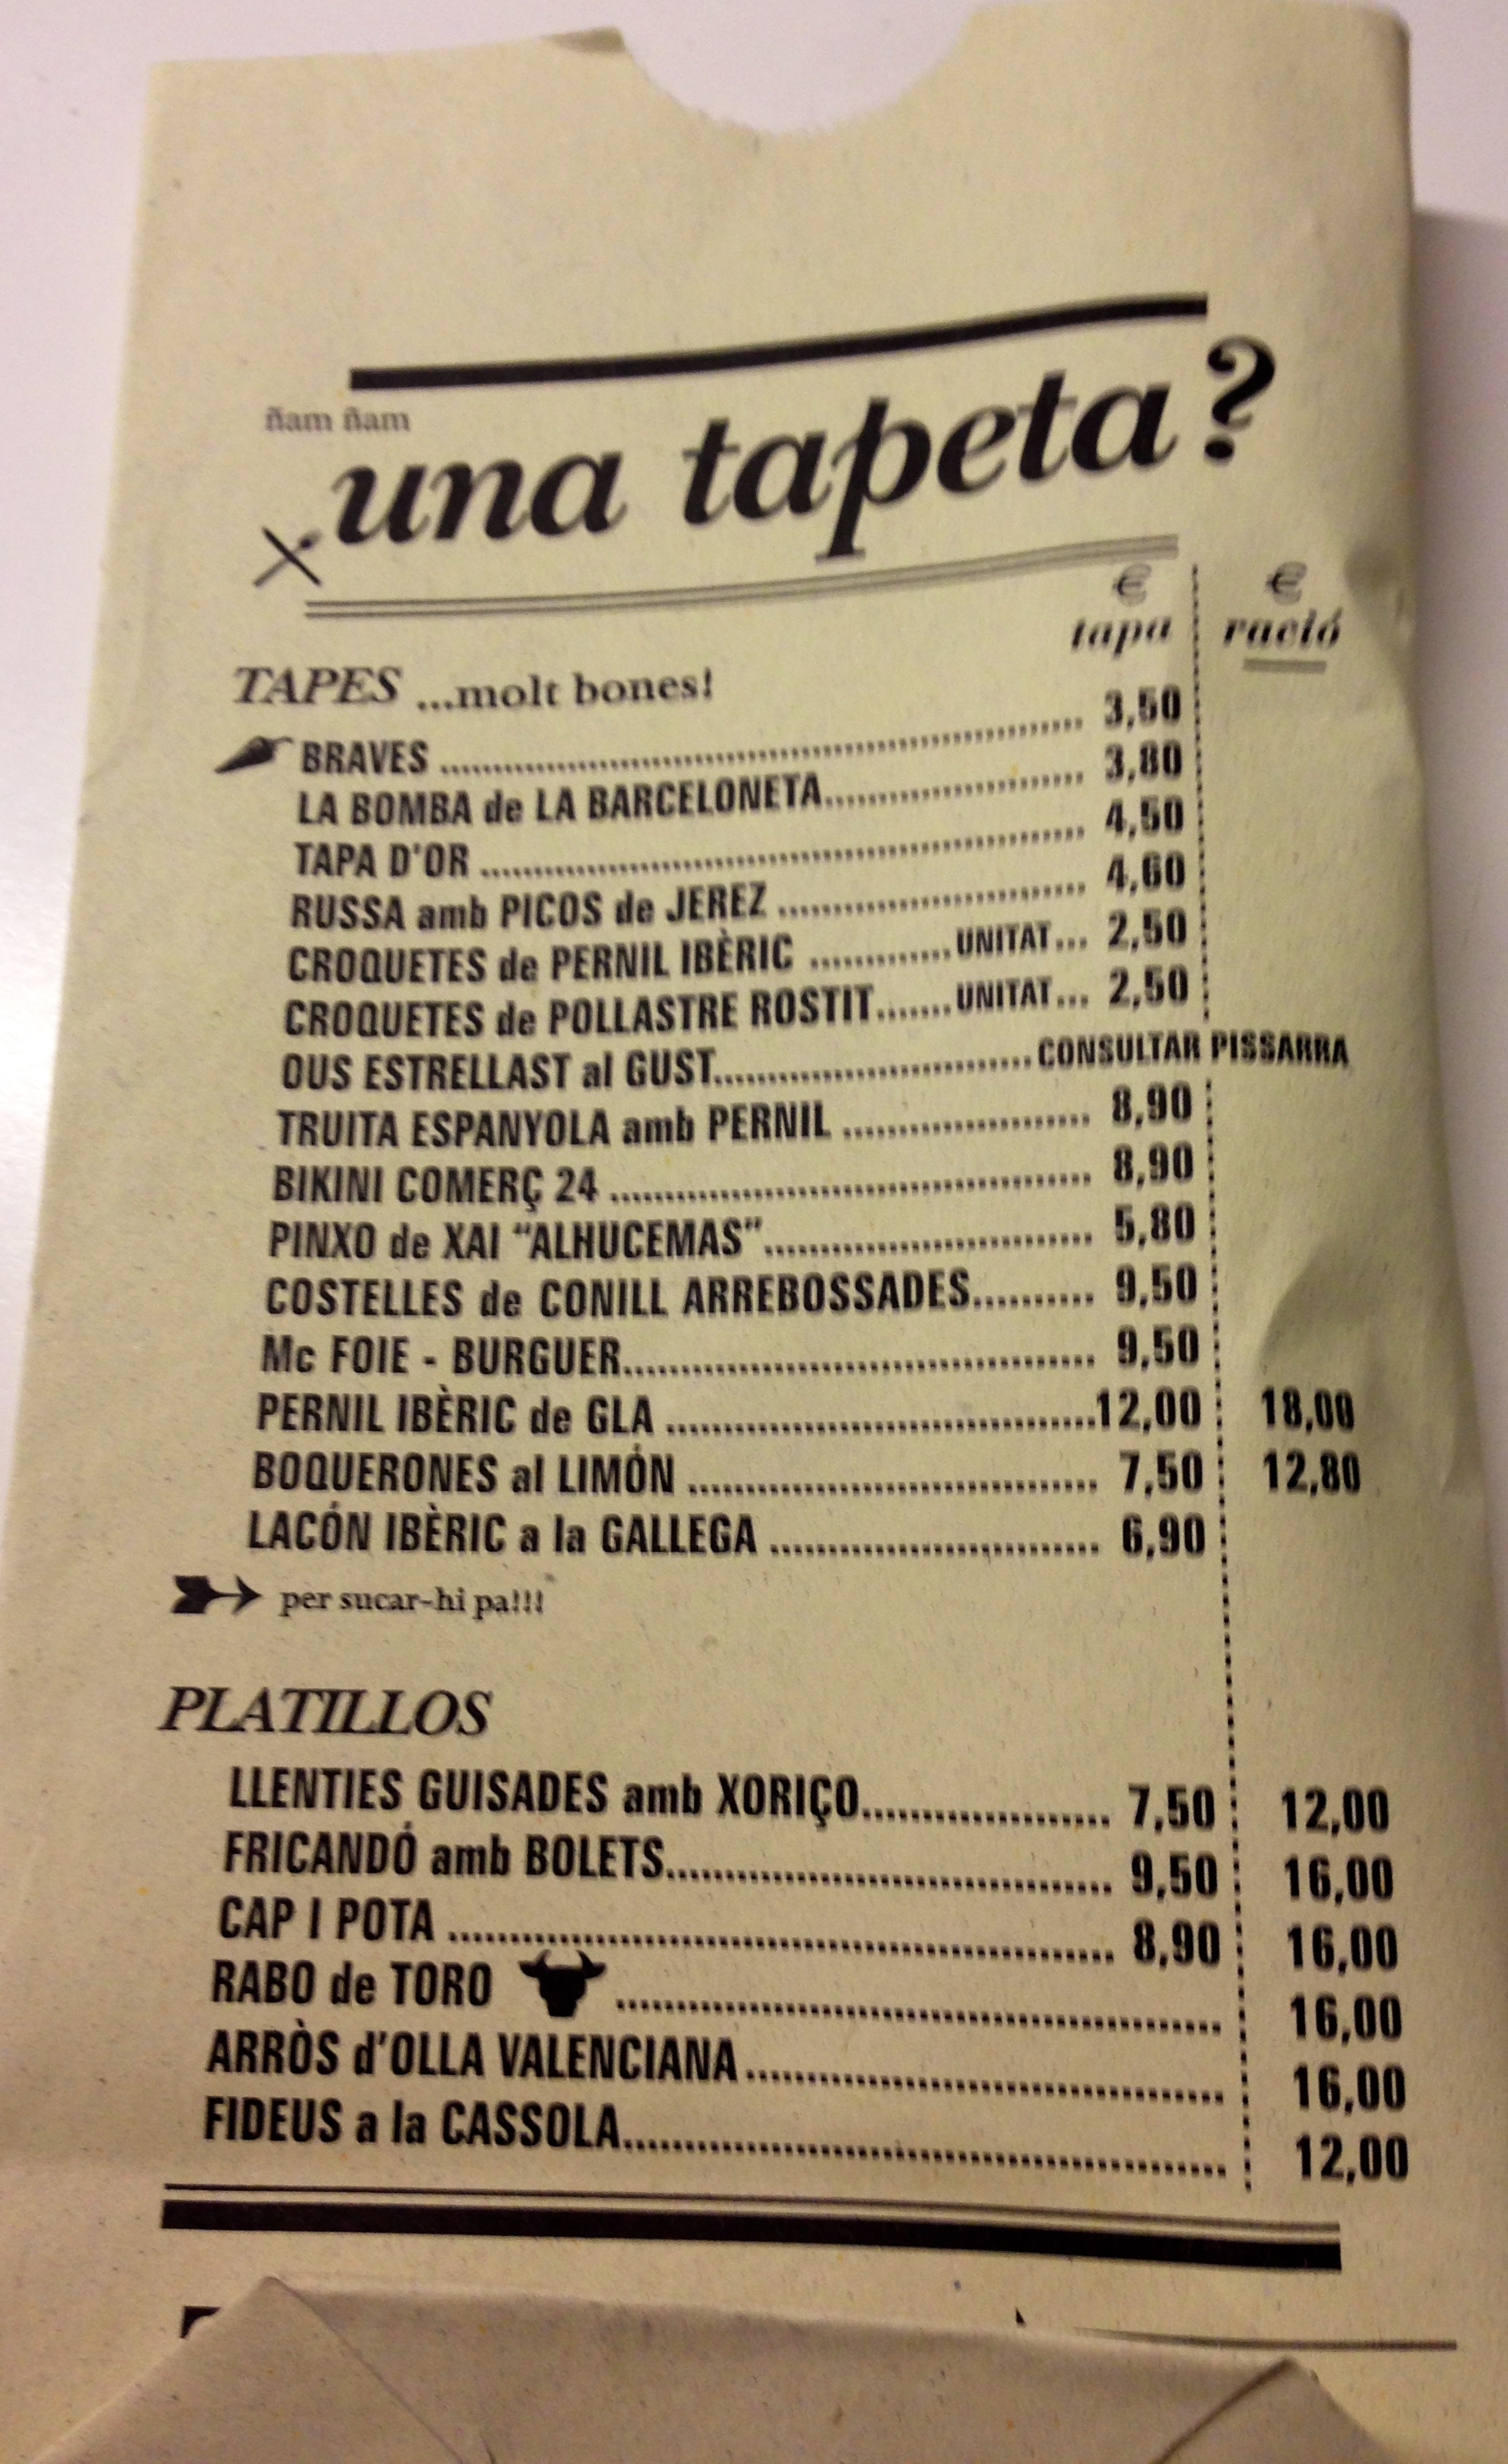 ñam ñam
una tapeta?
€ €
tapa ració
TAPES ...molt bones!
BRAVES ........ 3,50
LA BOMBA de LA BARCELONETA........ 3,80
TAPA D'OR ........ 4,50
RUSSA amb PICOS de JEREZ ........ 4,60
CROQUETES de PERNIL IBÈRIC ........ UNITAT... 2,50
CROQUETES de POLLASTRE ROSTIT....... UNITAT... 2,50
OUS ESTRELLAST al GUST........ CONSULTAR PISSARRA
TRUITA ESPANYOLA amb PERNIL ........ 8,90
BIKINI COMERÇ 24 ........ 8,90
PINXO de XAI "ALHUCEMAS"........ 5,80
COSTELLES de CONILL ARREBOSSADES.......... 9,50
Mc FOIE - BURGUER........ 9,50
PERNIL IBÈRIC de GLA ........12,00 18,00
BOQUERONES al LIMÓN ........ 7,50 12,80
LACÓN IBÈRIC a la GALLEGA ........ 6,90
per sucar-hi pa!!!
PLATILLOS
LLENTIES GUISADES amb XORIÇO........ 7,50 12,00
FRICANDÓ amb BOLETS........ 9,50 16,00
CAP I POTA ........ 8,90 16,00
RABO de TORO ........ 16,00
ARRÒS d'OLLA VALENCIANA........ 16,00
FIDEUS a la CASSOLA........ 12,00